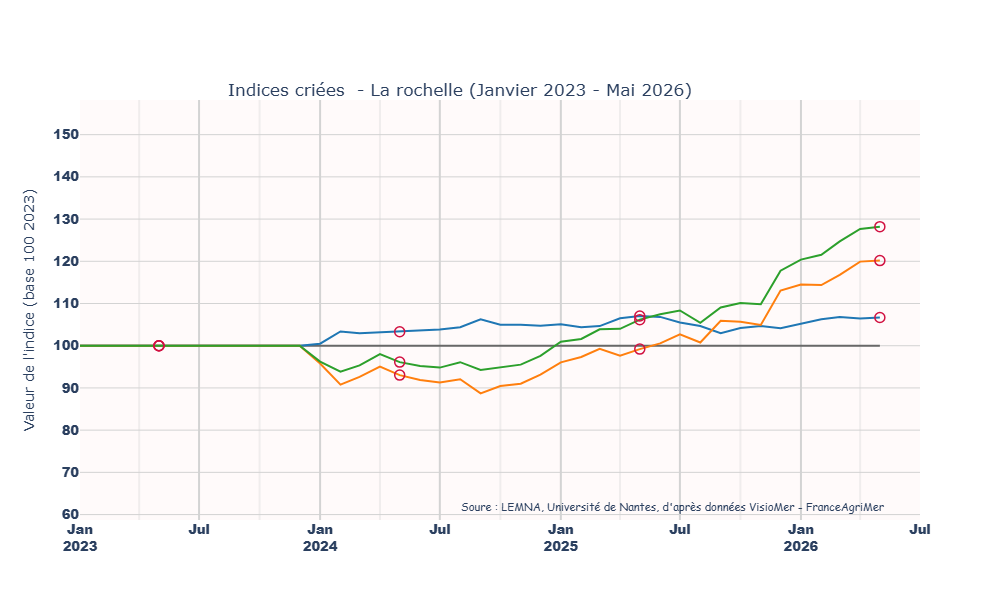 Indices criées  - La rochelle (Janvier 2023 - Mai 2026)
Valeur de l'indice (base 100 2023)
150
140
130
120
110
100
90
80
70
60
Soure : LEMNA, Université de Nantes, d'après données VisioMer - FranceAgriMer
Jan Jul Jan Jul Jan Jul Jan Jul
2023 2024 2025 2026